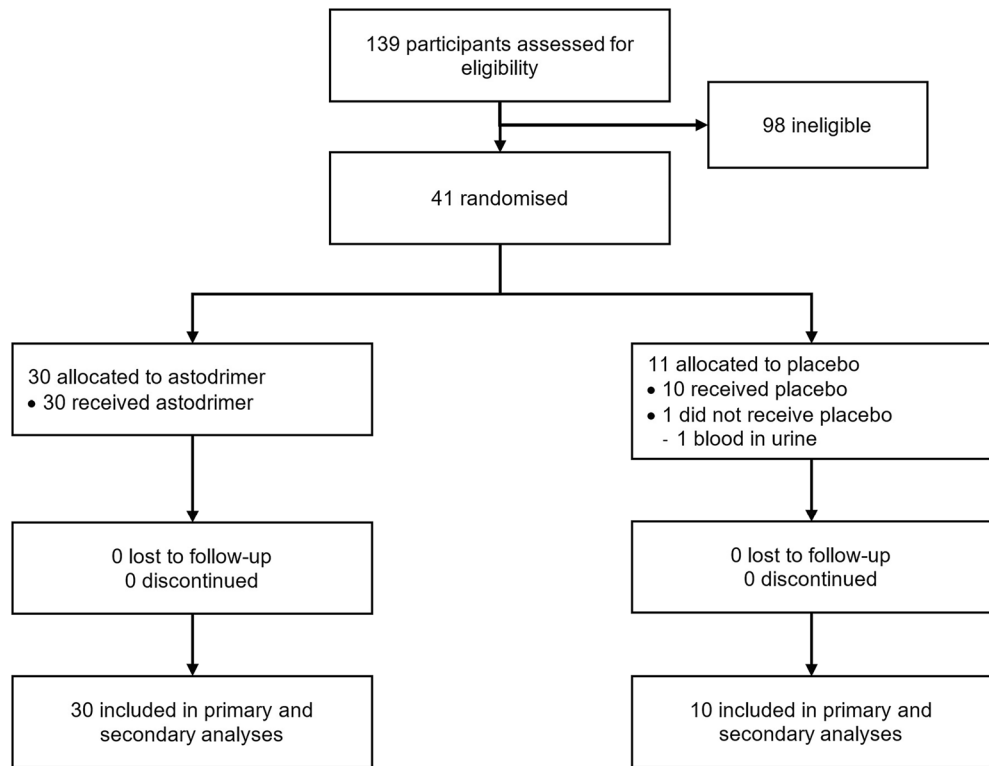 139 participants assessed for
eligibility
98 ineligible
41 randomised
30 allocated to astodrimer
• 30 received astodrimer
11 allocated to placebo
• 10 received placebo
• 1 did not receive placebo
- 1 blood in urine
0 lost to follow-up
0 discontinued
0 lost to follow-up
0 discontinued
30 included in primary and
secondary analyses
10 included in primary and
secondary analyses